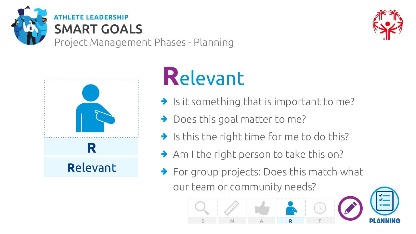 ATHLETE LEADERSHIP
SMART GOALS
Project Management Phases - Planning
Relevant
Is it something that is important to me?
Does this goal matter to me?
Is this the right time for me to do this?
Am I the right person to take this on?
For group projects: Does this match what
our team or community needs?
R
Relevant
S M A R T
PLANNING